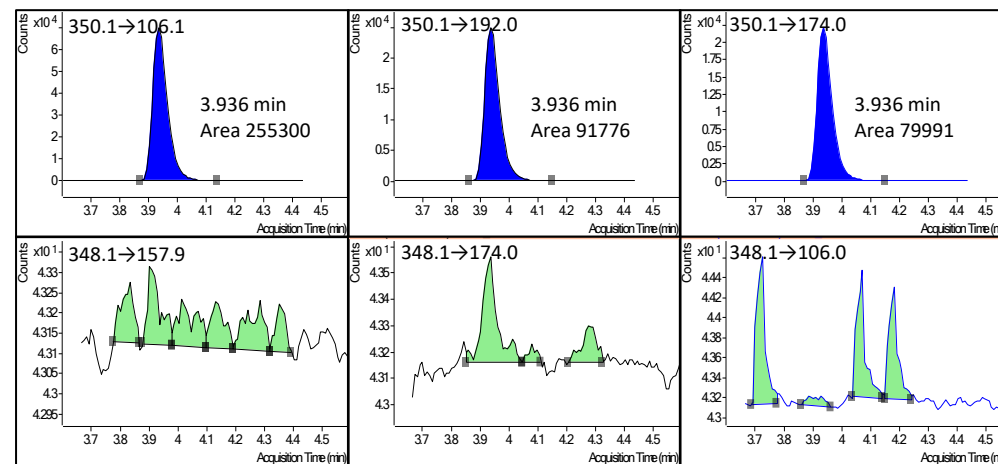 350.1→106.1
Counts
x10⁴
7
6
5
4
3
2
1
0
3.936 min
Area 255300
3.7 3.8 3.9 4 4.1 4.2 4.3 4.4 4.5
Acquisition Time (min)
350.1→192.0
Counts
x10⁴
2
1.5
1
0.5
0
3.936 min
Area 91776
3.7 3.8 3.9 4 4.1 4.2 4.3 4.4 4.5
Acquisition Time (min)
350.1→174.0
Counts
x10⁴
2
1.75
1.5
1.25
1
0.75
0.5
0.25
0
3.936 min
Area 79991
3.7 3.8 3.9 4 4.1 4.2 4.3 4.4 4.5
Acquisition Time (m
348.1→157.9
Counts
x10¹
4.33
4.325
4.32
4.315
4.31
4.305
4.3
4.295
3.7 3.8 3.9 4 4.1 4.2 4.3 4.4 4.5
Acquisition Time (min)
348.1→174.0
Counts
x10¹
4.35
4.34
4.33
4.32
4.31
4.3
3.7 3.8 3.9 4 4.1 4.2 4.3 4.4 4.5
Acquisition Time (min)
348.1→106.0
Counts
x10¹
4.44
4.42
4.4
4.38
4.36
4.34
4.32
4.3
3.7 3.8 3.9 4 4.1 4.2 4.3 4.4 4.5
Acquisition Time (m